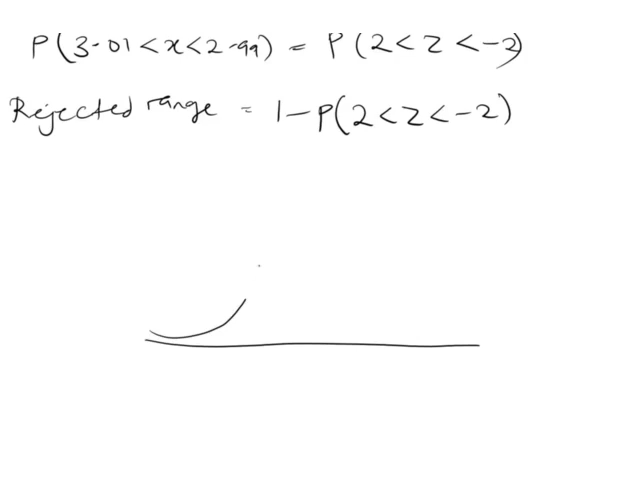 P(3.01 < x < 2.99) = P(2 < z < -2)
Rejected range = 1 - P(2 < z < -2)